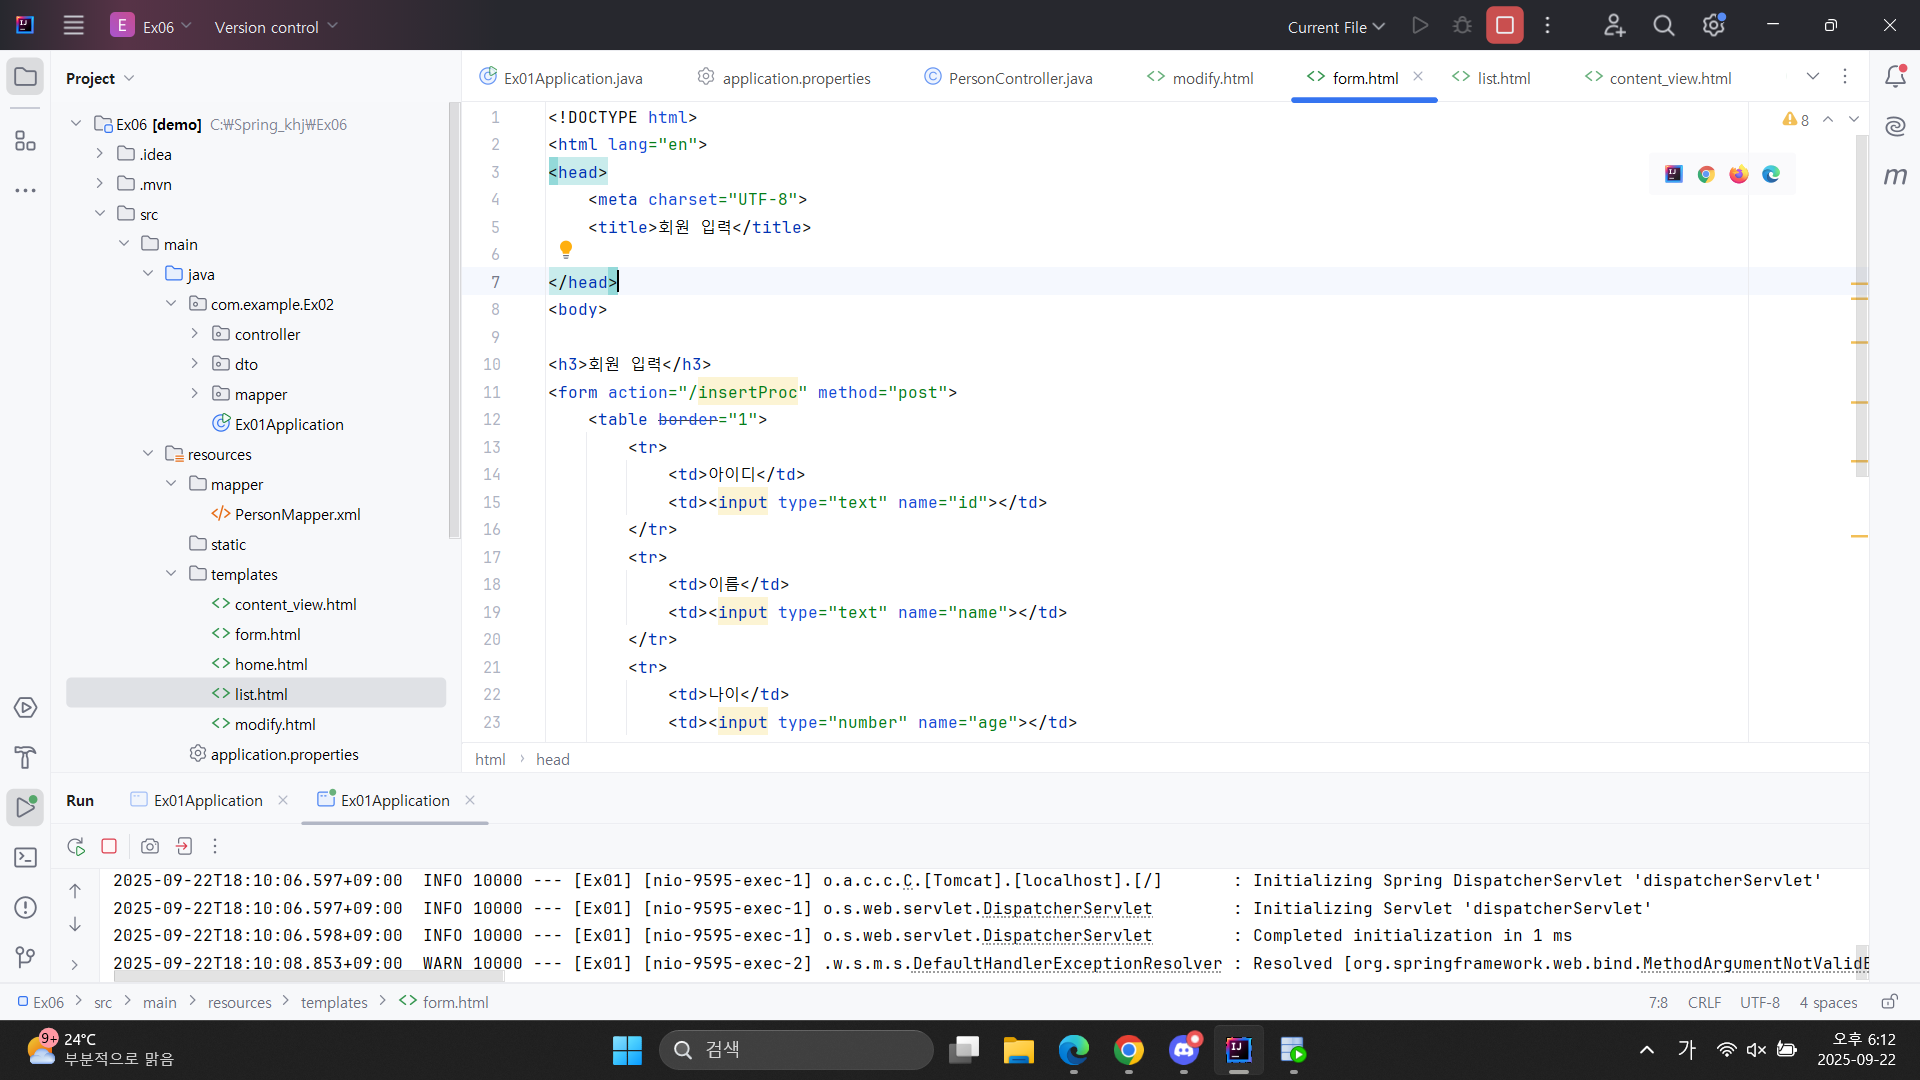 E Ex06 Version control Current File
Project
Ex01Application.java application.properties PersonController.java modify.html form.html list.html content_view.html
Ex06 [demo] C:₩Spring_khj₩Ex06
.idea
.mvn
src
main
java
com.example.Ex02
controller
dto
mapper
Ex01Application
resources
mapper
PersonMapper.xml
static
templates
content_view.html
form.html
home.html
list.html
modify.html
application.properties
8
1 <!DOCTYPE html>
2 <html lang="en">
3 <head>
4 <meta charset="UTF-8">
5 <title>회원 입력</title>
6
7 </head>
8 <body>
9
10 <h3>회원 입력</h3>
11 <form action="/insertProc" method="post">
12 <table border="1">
13 <tr>
14 <td>아이디</td>
15 <td><input type="text" name="id"></td>
16 </tr>
17 <tr>
18 <td>이름</td>
19 <td><input type="text" name="name"></td>
20 </tr>
21 <tr>
22 <td>나이</td>
23 <td><input type="number" name="age"></td>
html › head
m
Run Ex01Application Ex01Application
2025-09-22T18:10:06.597+09:00 INFO 10000 --- [Ex01] [nio-9595-exec-1] o.a.c.c.C.[Tomcat].[localhost].[/] : Initializing Spring DispatcherServlet 'dispatcherServlet'
2025-09-22T18:10:06.597+09:00 INFO 10000 --- [Ex01] [nio-9595-exec-1] o.s.web.servlet.DispatcherServlet : Initializing Servlet 'dispatcherServlet'
2025-09-22T18:10:06.598+09:00 INFO 10000 --- [Ex01] [nio-9595-exec-1] o.s.web.servlet.DispatcherServlet : Completed initialization in 1 ms
2025-09-22T18:10:08.853+09:00 WARN 10000 --- [Ex01] [nio-9595-exec-2] .w.s.m.s.DefaultHandlerExceptionResolver : Resolved [org.springframework.web.bind.MethodArgumentNotValidE
Ex06 > src > main > resources > templates > form.html
7:8 CRLF UTF-8 4 spaces
9+ 24°C
부분적으로 맑음
검색
가
오후 6:12
2025-09-22